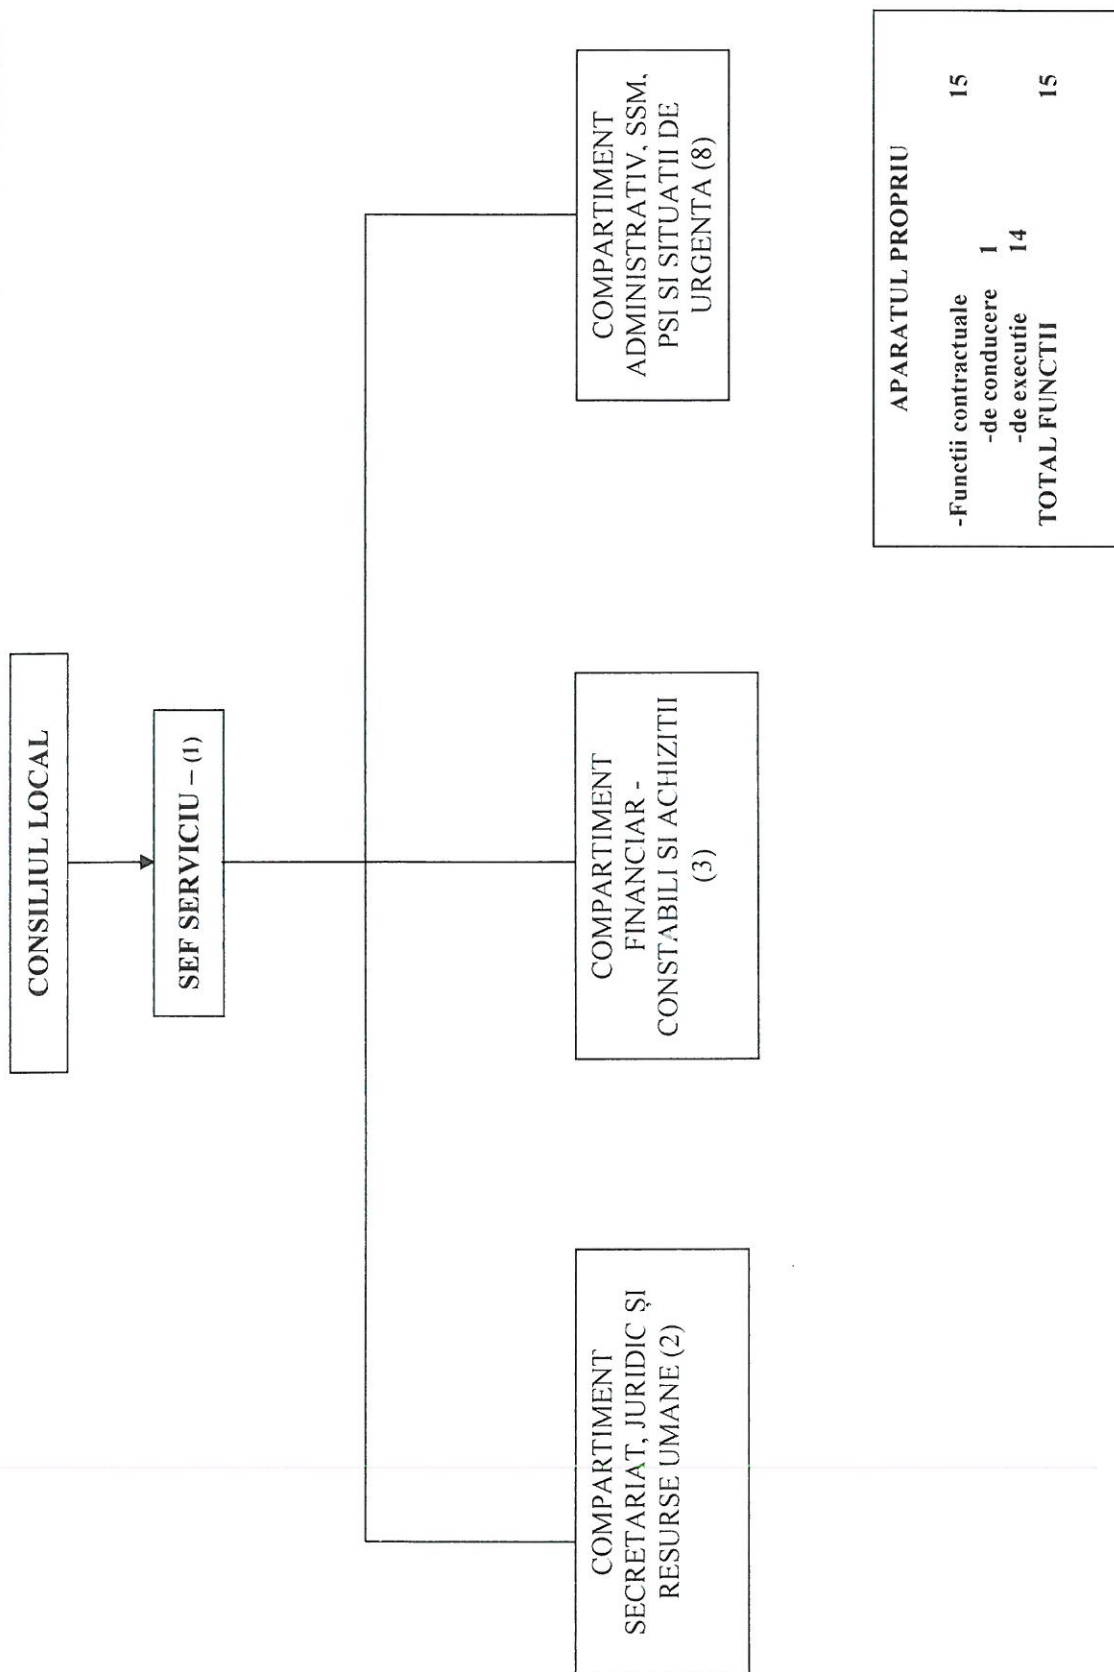 CONSILIUL LOCAL
SEF SERVICIU – (1)
COMPARTIMENT
SECRETARIAT, JURIDIC ȘI
RESURSE UMANE (2)
COMPARTIMENT
FINANCIAR -
CONSTABILI SI ACHIZITII
(3)
COMPARTIMENT
ADMINISTRATIV, SSM,
PSI SI SITUATII DE
URGENTA (8)
APARATUL PROPRIU
-Functii contractuale 15
-de conducere 1
-de executie 14
TOTAL FUNCTII 15